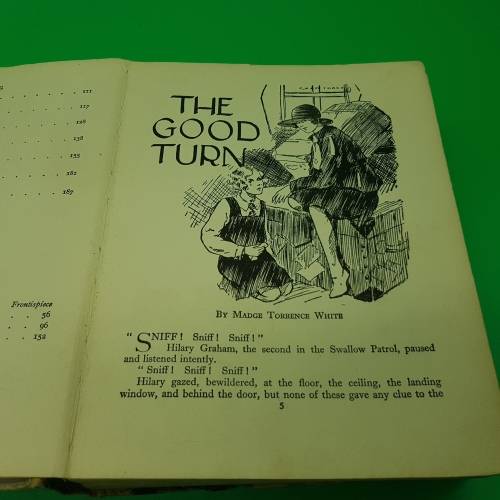 111
117
126
138
155
182
187
Frontispiece
56
96
152
THE
GOOD
TURN
BY MADGE TORRENCE WHITE
"SNIFF! Sniff! Sniff!"
Hilary Graham, the second in the Swallow Patrol, paused
and listened intently.
"Sniff! Sniff! Sniff!"
Hilary gazed, bewildered, at the floor, the ceiling, the landing
window, and behind the door, but none of these gave any clue to the
5